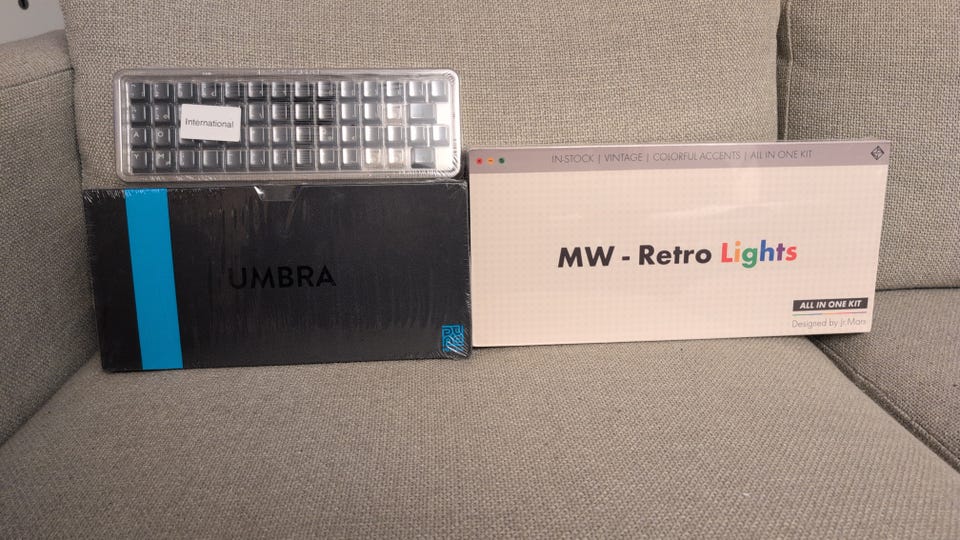 International
UMBRA
IN-STOCK | VINTAGE | COLORFUL ACCENTS | ALL IN ONE KIT
MW - Retro Lights
ALL IN ONE KIT
Designed by Jr.Mars